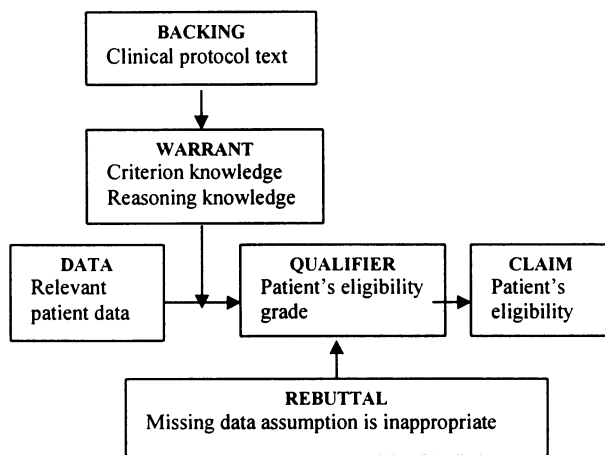 BACKING
Clinical protocol text
WARRANT
Criterion knowledge
Reasoning knowledge
DATA
Relevant
patient data
QUALIFIER
Patient's eligibility
grade
CLAIM
Patient's
eligibility
REBUTTAL
Missing data assumption is inappropriate